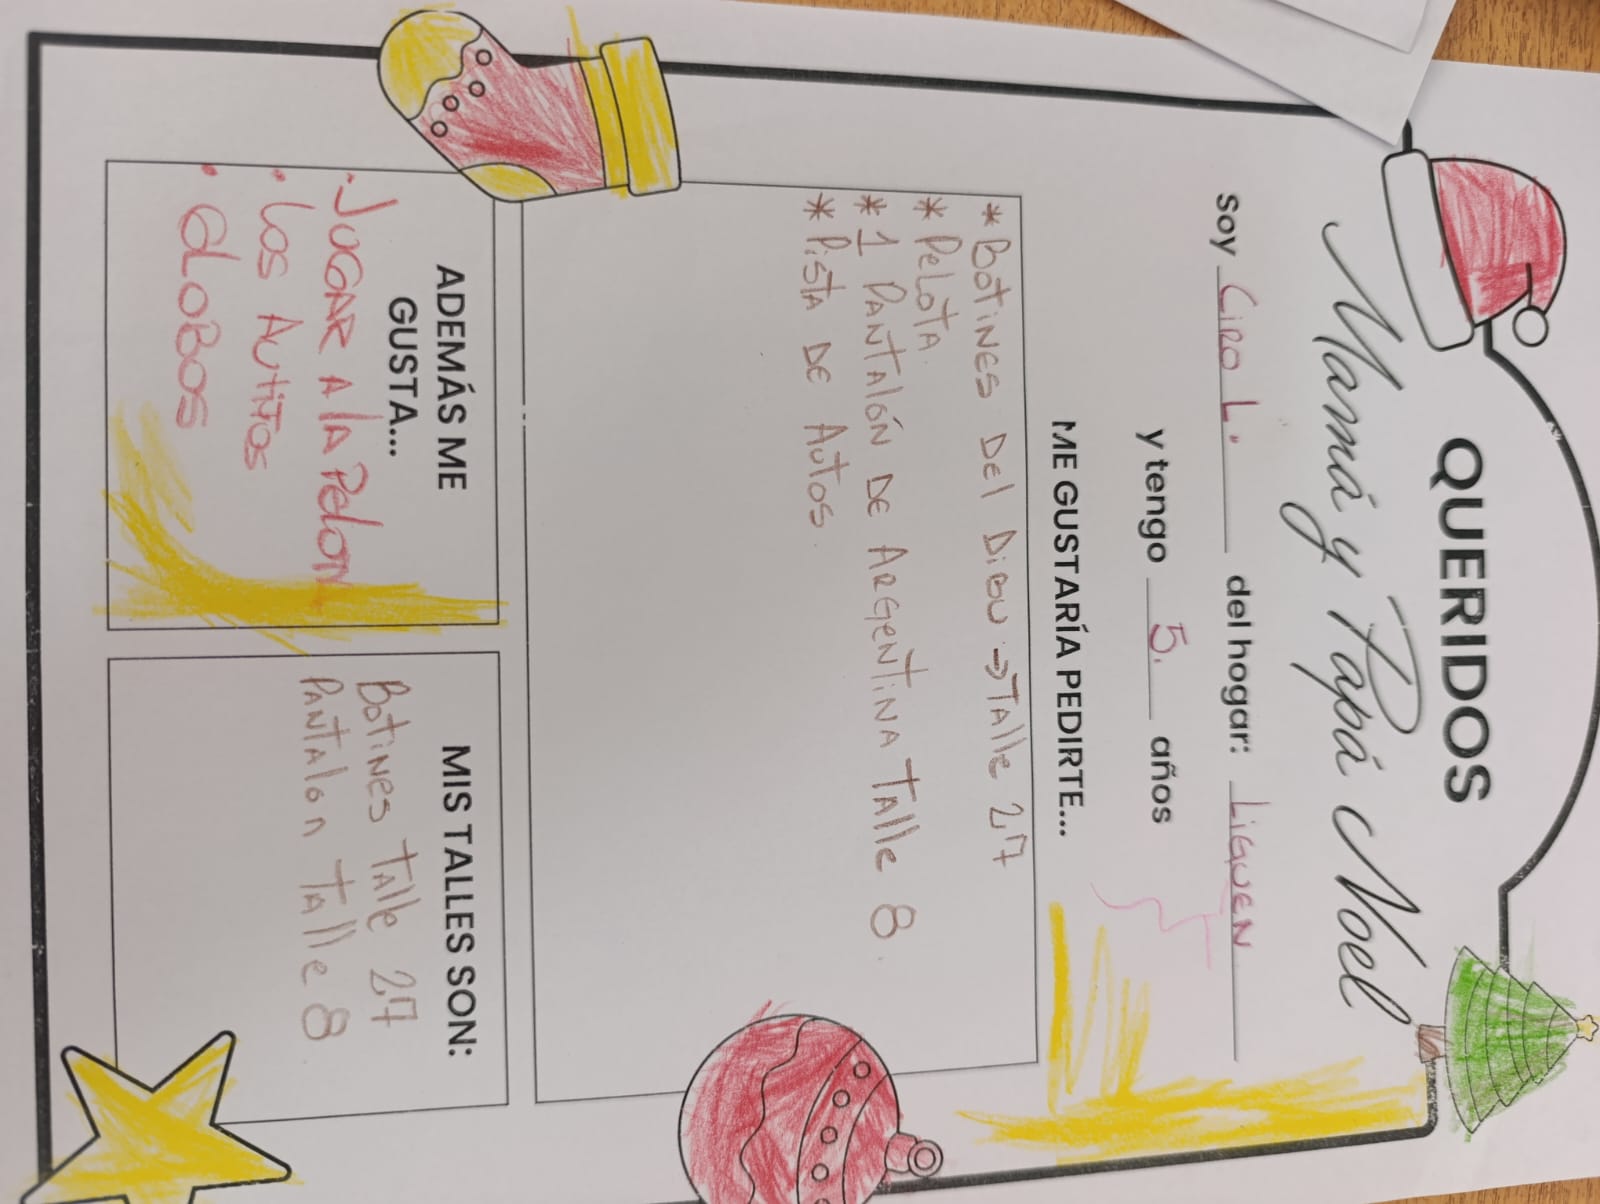 QUERIDOS
Mamá y Papá Noel
Soy CIRO L. del hogar: LIGUEN
y tengo 5. años
ME GUSTARÍA PEDIRTE...
* BOTINES DEL DIBU → TAlle 27
* PELOTA
* 1 PANTALÓN DE ARGENTINA TAlle 8.
* PISTA DE AUTOS.
ADEMÁS ME
GUSTA...
• JUGAR A LA PELOTA
• LOS AUTITOS
• GLOBOS
MIS TALLES SON:
BOTINES TAlle 27
PANTALON TAlle 8.